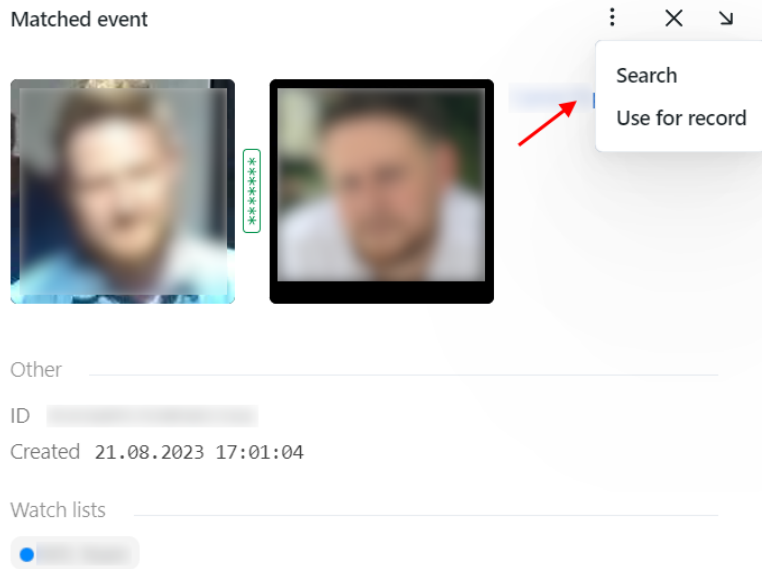 Matched event
Search
Use for record
*******
Other
ID
Created 21.08.2023 17:01:04
Watch lists